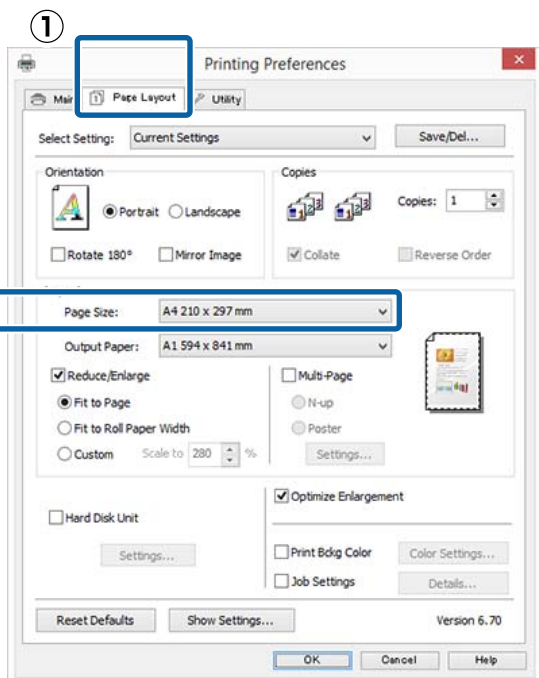 ①
Printing Preferences
Main Page Layout Utility
Select Setting: Current Settings Save/Del...
Orientation Copies
Portrait Landscape Copies: 1
Rotate 180° Mirror Image Collate Reverse Order
Page Size: A4 210 x 297 mm
Output Paper: A1 594 x 841 mm
Reduce/Enlarge Multi-Page
Fit to Page N-up
Fit to Roll Paper Width Poster
Custom Scale to 280 % Settings...
Optimize Enlargement
Hard Disk Unit
Settings... Print Bckg Color Color Settings...
Job Settings Details...
Reset Defaults Show Settings... Version 6.70
OK Cancel Help